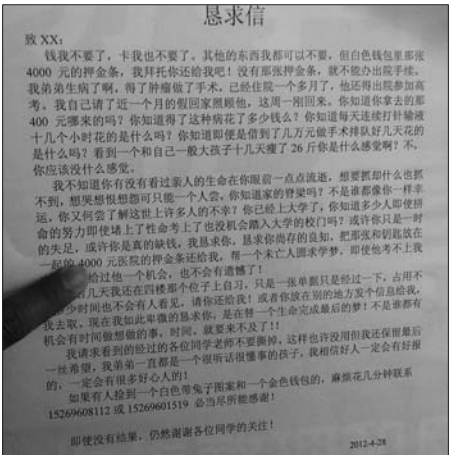 恳求信
致XX：
钱我不要了，卡我也不要了。其他的东西我都可以不要，但白色钱包里那张
4000 元的押金条，我拜托你还给我吧！没有那张押金条，就不能办出院手续。
我弟弟生病了啊，得了肿瘤做了手术，已经住院一个多月了，他还得出院参加高
考。我自己请了近一个月的假回家照顾他，这周一刚回来。你知道你拿去的那
400 元哪来的吗？你知道得了这种病花了多少钱么？你知道每天连续打针输液
十几个小时花的是什么吗？你知道即便是借到了几万元做手术排队好几天花的
是什么吗？看到一个和自己一般大孩子十几天瘦了 26 斤你是什么感觉啊？不，
你应该没什么感觉。
我不知道你有没有看过亲人的生命在你眼前一点点流逝，想要抓却什么也抓
不到，想哭想恨想怨可只能一个人尝，你知道家的脊梁吗？不是谁都像你一样幸
运，你又何尝了解这世上许多人的不幸？你已经上大学了，你知道多少人即使拼
命的努力即使堵上了性命考上了也没机会踏入大学的校门吗？或许你只是一时
的失足，或许你是真的缺钱，我恳求你，恳求你尚存的良知，把那张和钥匙放在
一起的 4000 元医院的押金条还给我，帮一个未亡人圆求学梦，即使他考不上我
给过他一个机会，也不会有遗憾了！
几天我还在四楼那个位子上自习，只是一张单据只是经过一下，占用不
少时间也不会有人看见，请你还给我！或者你放在别的地方发个信息给我，
我去取，现在我如此卑微的恳求你，是在替一个生命完成最后的梦！不是谁都有
机会有时间做想做的事，时间，就要来不及了！！
我请求看到的经过的各位同学老师不要撕掉，这样也许没用但我还保留最后
一丝希望，我弟弟一直都是一个很听话很懂事的孩子，我相信好人一定会有好报
的，一定会有很多好心人的！
如果有人捡到一个白色带兔子图案和一个金色钱包的，麻烦花几分钟联系
15269608112 或 15269601519 必当尽所能感谢！
即使没有结果，仍然谢谢各位同学的关注！
2012-4-28